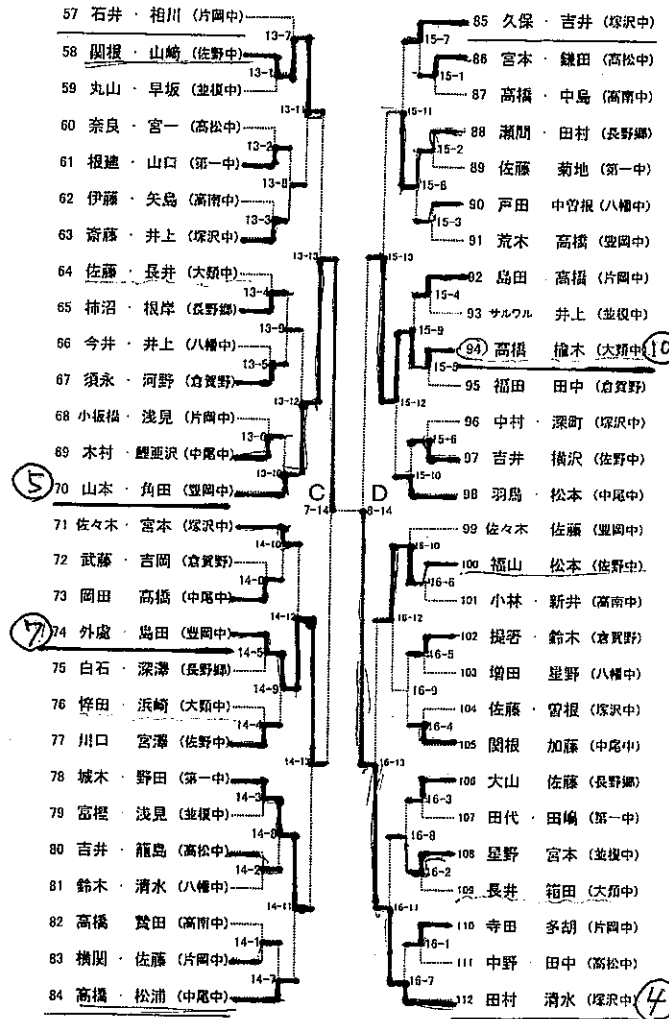 57 石井 ・ 相川 (片岡中)
13-7
58 関根 ・ 山崎 (佐野中)
13-1
59 丸山 ・ 早坂 (並榎中)
13-11
60 奈良 ・ 宮一 (高松中)
13-2
61 根建 ・ 山口 (第一中)
13-8
62 伊藤 ・ 矢島 (高南中)
13-3
63 斎藤 ・ 井上 (塚沢中)
13-13
64 佐藤 ・ 長井 (大類中)
13-4
65 柿沼 ・ 根岸 (長野郷)
13-9
66 今井 ・ 井上 (八幡中)
13-5
67 須永 ・ 河野 (倉賀野)
13-12
68 小板橋 ・ 浅見 (片岡中)
13-6
69 木村 ・ 鯉亜沢 (中尾中)
13-10
⑤
70 山本 ・ 角田 (豊岡中)
C
7-14
71 佐々木 ・ 宮本 (塚沢中)
14-10
72 武藤 ・ 吉岡 (倉賀野)
73 岡田 ・ 高橋 (中尾中)
14-12
⑦
74 外處 ・ 島田 (豊岡中)
14-5
75 白石 ・ 深澤 (長野郷)
14-9
76 ・ 浜崎 (大類中)
14-4
77 川口 ・ 宮澤 (佐野中)
14-13
78 城木 ・ 野田 (第一中)
14-3
79 富樫 ・ 浅見 (並榎中)
14-8
80 吉井 ・ 籠島 (高松中)
14-2
81 鈴木 ・ 清水 (八幡中)
14-11
82 高橋 ・ 賛田 (高南中)
14-1
83 横関 ・ 佐藤 (片岡中)
14-7
84 高橋 ・ 松浦 (中尾中)
85 久保 ・ 吉井 (塚沢中)
15-7
86 宮本 ・ 鎌田 (高松中)
15-1
87 高橋 ・ 中島 (高南中)
15-11
88 瀬間 ・ 田村 (長野郷)
15-2
89 佐藤 菊地 (第一中)
15-8
90 戸田 中曽根 (八幡中)
15-3
91 荒木 高橋 (豊岡中)
15-13
92 島田 ・ 高橋 (片岡中)
15-4
93 サルワル 井上 (並榎中)
15-9
94 高橋 楡木 (大類中) 10
15-5
95 福田 田中 (倉賀野)
15-12
96 中村 ・ 深町 (塚沢中)
15-6
97 吉井 ・ 横沢 (佐野中)
15-10
98 羽鳥 ・ 松本 (中尾中)
D
8-14
99 佐々木 佐藤 (豊岡中)
16-10
100 福山 松本 (佐野中)
16-6
101 小林 ・ 新井 (高南中)
16-12
102 ・ 鈴木 (倉賀野)
16-5
103 増田 星野 (八幡中)
16-9
104 佐藤 ・ 曽根 (塚沢中)
16-4
105 関根 加藤 (中尾中)
16-13
106 大山 佐藤 (長野郷)
16-3
107 田代 ・ 田嶋 (第一中)
16-8
108 星野 宮本 (並榎中)
16-2
109 長井 箱田 (大類中)
16-11
110 寺田 多胡 (片岡中)
16-1
111 中野 ・ 田中 (高松中)
16-7
112 田村 清水 (塚沢中) ④